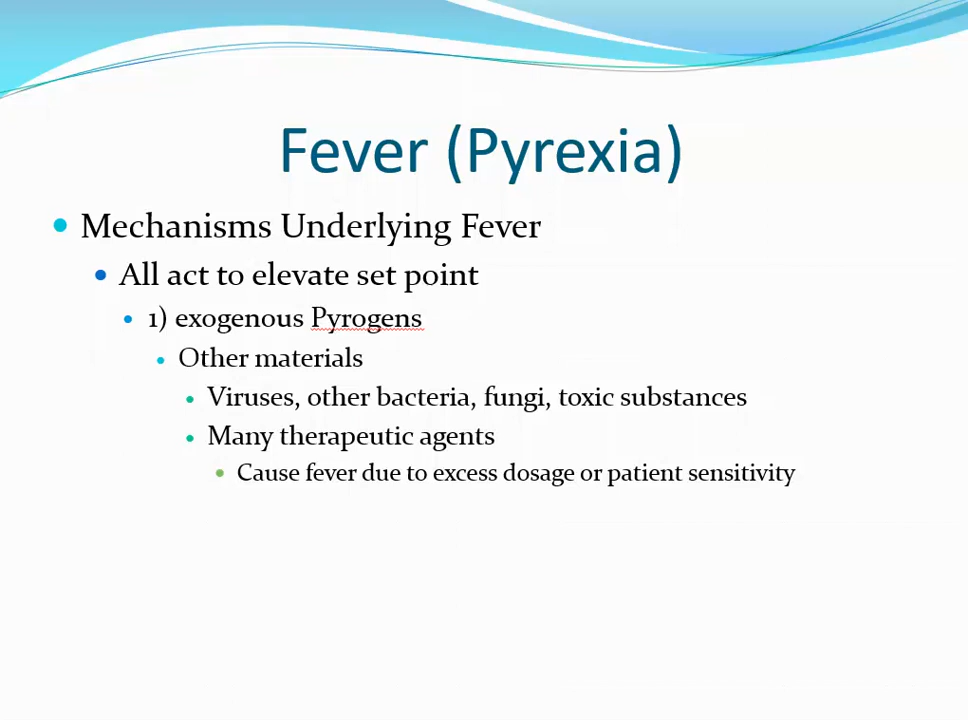 Fever (Pyrexia)
Mechanisms Underlying Fever
All act to elevate set point
1) exogenous Pyrogens
Other materials
Viruses, other bacteria, fungi, toxic substances
Many therapeutic agents
Cause fever due to excess dosage or patient sensitivity